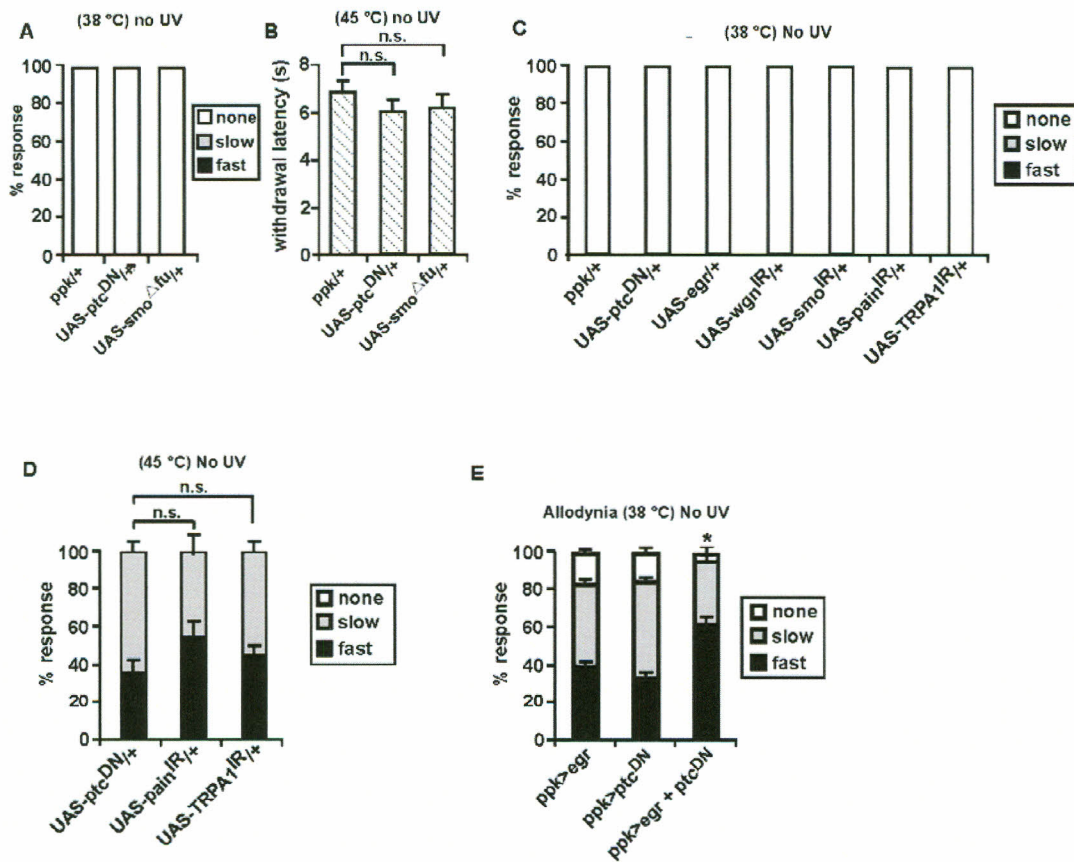 A
(38 °C) no UV
% response
100
80
60
40
20
0
ppk/+
UAS-ptcDN/+
UAS-smo△fu/+
none
slow
fast
B
(45 °C) no UV
n.s.
n.s.
withdrawal latency (s)
8
6
4
2
0
ppk/+
UAS-ptcDN/+
UAS-smo△fu/+
C
(38 °C) No UV
% response
100
80
60
40
20
0
ppk/+
UAS-ptcDN/+
UAS-egr/+
UAS-wgnIR/+
UAS-smoIR/+
UAS-painIR/+
UAS-TRPA1IR/+
none
slow
fast
D
(45 °C) No UV
n.s.
n.s.
% response
100
80
60
40
20
0
UAS-ptcDN/+
UAS-painIR/+
UAS-TRPA1IR/+
none
slow
fast
E
Allodynia (38 °C) No UV
*
% response
100
80
60
40
20
0
ppk>egr
ppk>ptcDN
ppk>egr + ptcDN
none
slow
fast